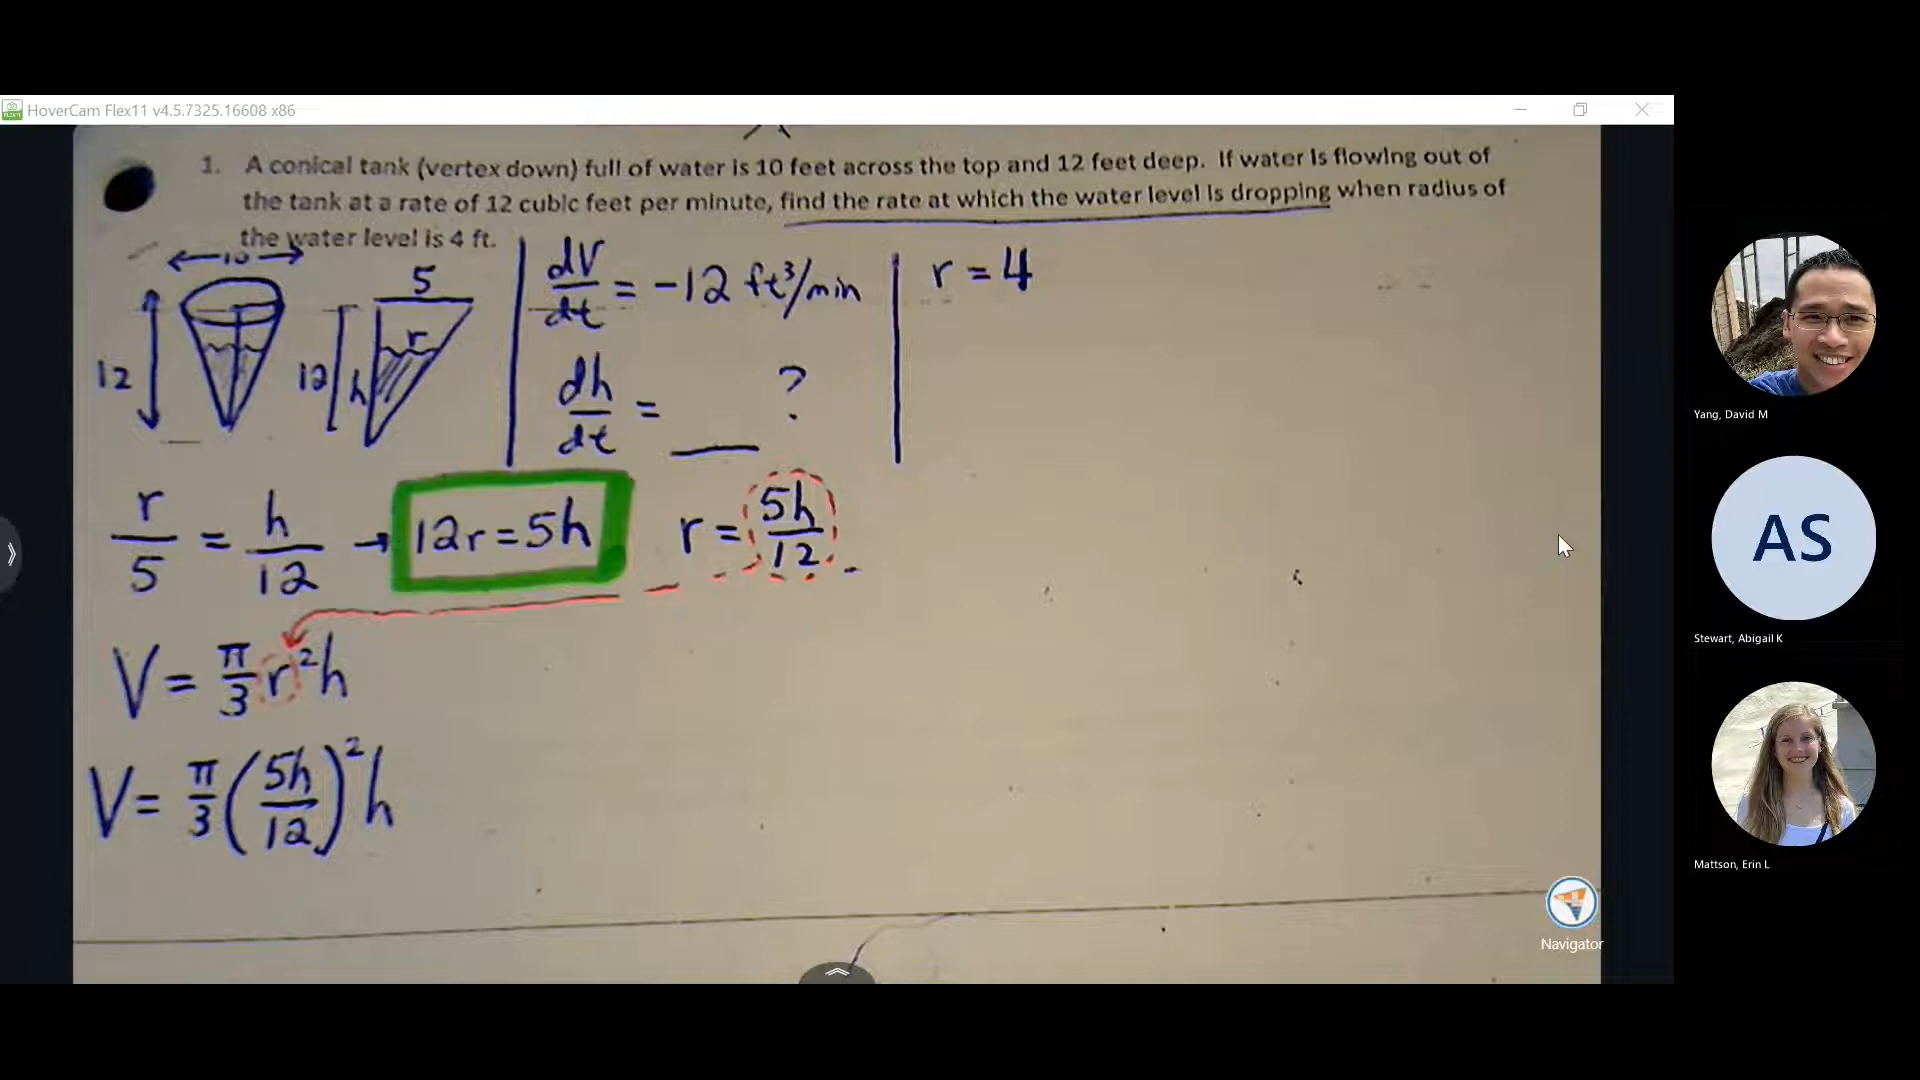 HoverCam Flex11 v4.5.7325.16608 x86
1. A conical tank (vertex down) full of water is 10 feet across the top and 12 feet deep. If water is flowing out of
the tank at a rate of 12 cubic feet per minute, find the rate at which the water level is dropping when radius of
the water level is 4 ft.
10
12
5
r
12
h
dV/dt = -12 ft³/min
dh/dt = ___ ?
r = 4
r/5 = h/12 → 12r = 5h
r = 5h/12
V = π/3 r²h
V = π/3 (5h/12)² h
Yang, David M
AS
Stewart, Abigail K
Mattson, Erin L
Navigator